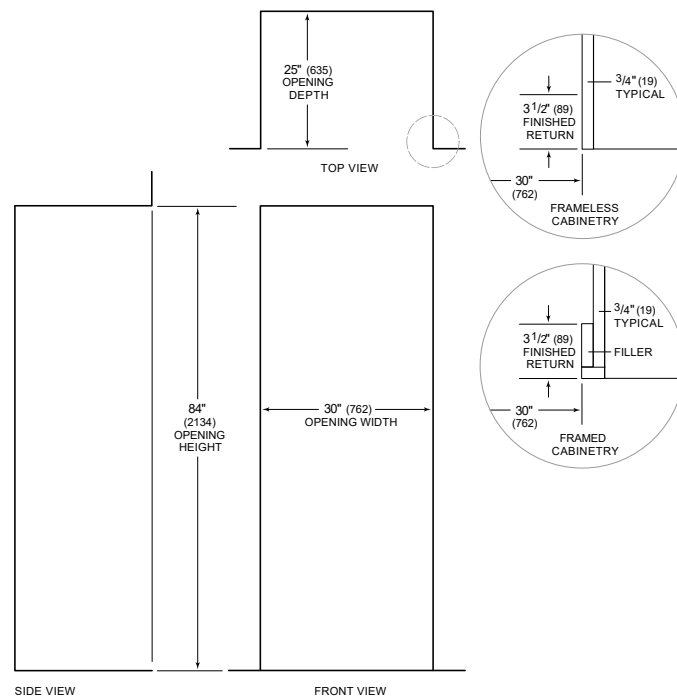 25" (635)
OPENING
DEPTH
TOP VIEW
3/4" (19)
TYPICAL
3 1/2" (89)
FINISHED
RETURN
30"
(762)
FRAMELESS
CABINETRY
3/4" (19)
TYPICAL
3 1/2" (89)
FINISHED
RETURN
FILLER
30"
(762)
FRAMED
CABINETRY
84"
(2134)
OPENING
HEIGHT
30" (762)
OPENING WIDTH
SIDE VIEW
FRONT VIEW